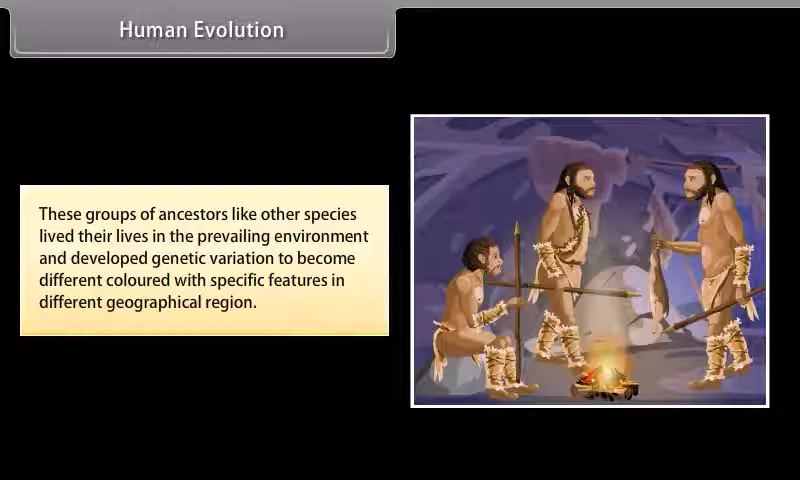 Human Evolution
These groups of ancestors like other species
lived their lives in the prevailing environment
and developed genetic variation to become
different coloured with specific features in
different geographical region.